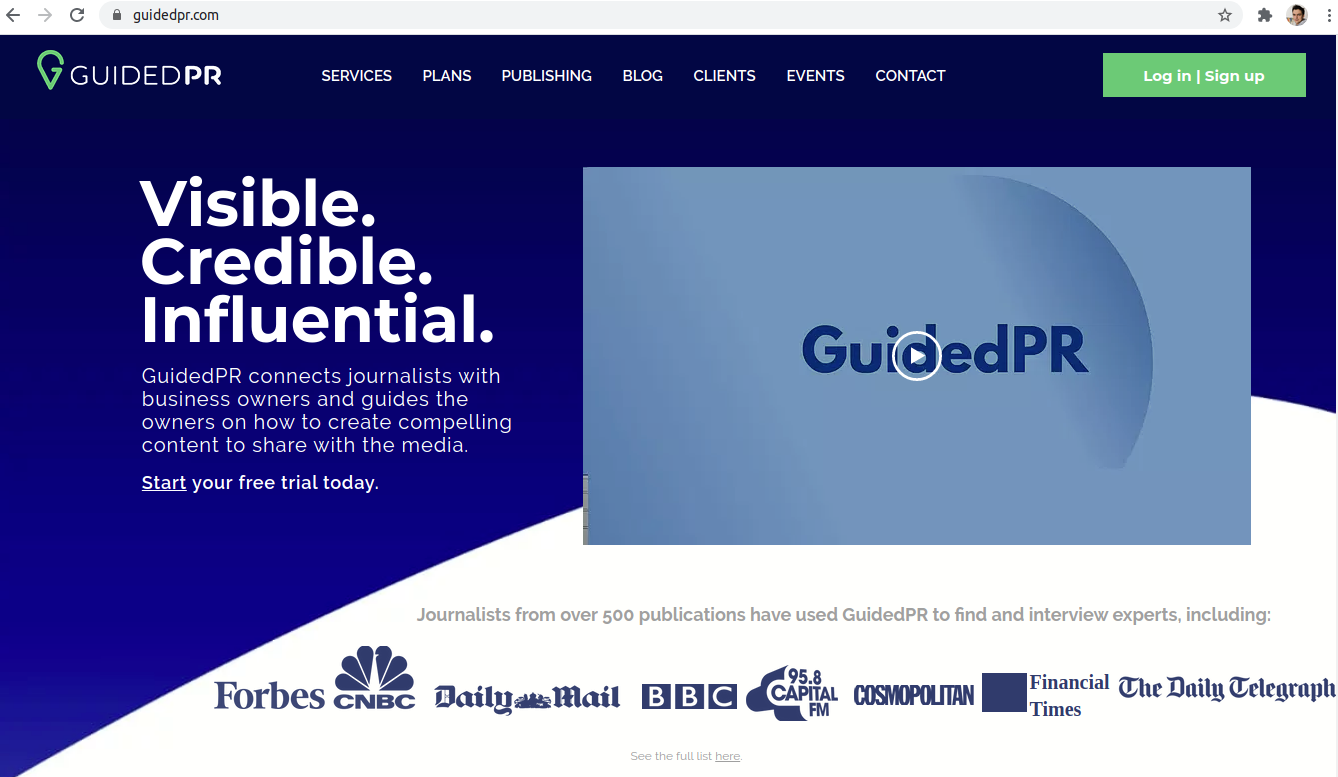 guidedpr.com
GUIDEDPR
SERVICES PLANS PUBLISHING BLOG CLIENTS EVENTS CONTACT
Log in | Sign up
Visible.
Credible.
Influential.
GuidedPR connects journalists with
business owners and guides the
owners on how to create compelling
content to share with the media.
Start your free trial today.
GuidedPR
Journalists from over 500 publications have used GuidedPR to find and interview experts, including:
Forbes
CNBC
Daily Mail
BBC
95.8
CAPITAL
FM
COSMOPOLITAN
Financial
Times
The Daily Telegraph
See the full list here.